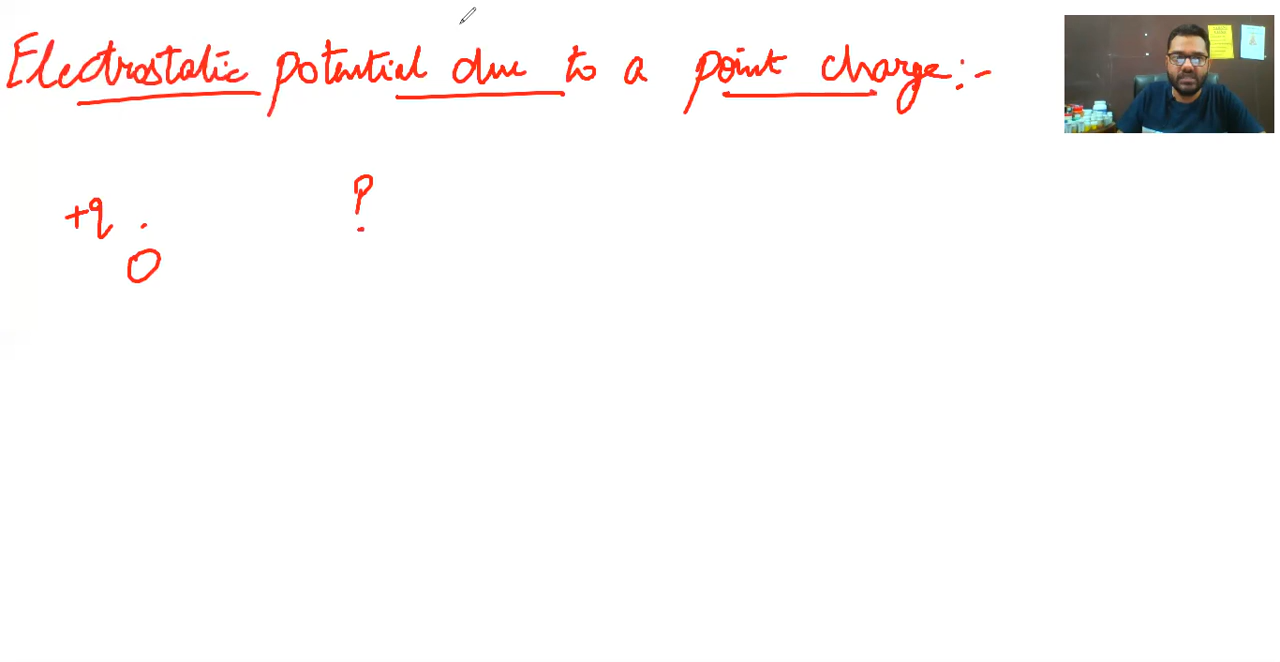 Electrostatic potential due to a point charge:-
+q . P
O